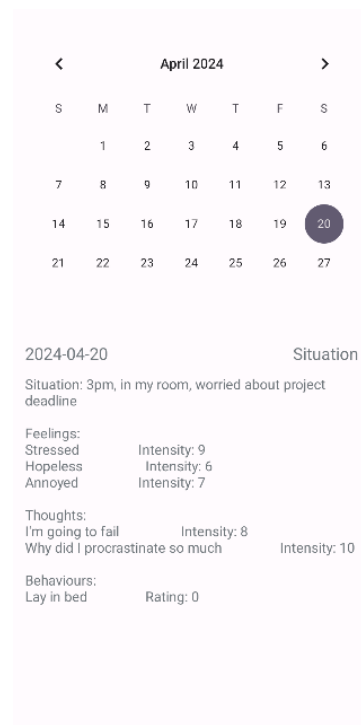 April 2024
S M T W T F S
1 2 3 4 5 6
7 8 9 10 11 12 13
14 15 16 17 18 19 20
21 22 23 24 25 26 27
2024-04-20 Situation
Situation: 3pm, in my room, worried about project
deadline
Feelings:
Stressed Intensity: 9
Hopeless Intensity: 6
Annoyed Intensity: 7
Thoughts:
I'm going to fail Intensity: 8
Why did I procrastinate so much Intensity: 10
Behaviours:
Lay in bed Rating: 0